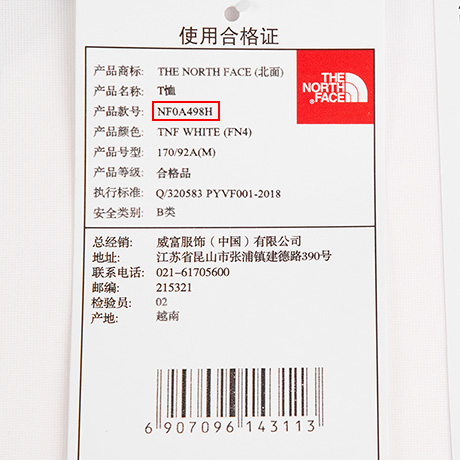 使用合格证
产品商标: THE NORTH FACE (北面)
产品名称: T恤
产品款号: NF0A498H
产品颜色: TNF WHITE (FN4)
产品号型: 170/92A(M)
产品等级: 合格品
执行标准: Q/320583 PYVF001-2018
安全类别: B类
THE
NORTH
FACE
总经销: 威富服饰（中国）有限公司
地址: 江苏省昆山市张浦镇建德路390号
联系电话: 021-61705600
邮编: 215321
检验员: 02
产地: 越南
6 907096 143113